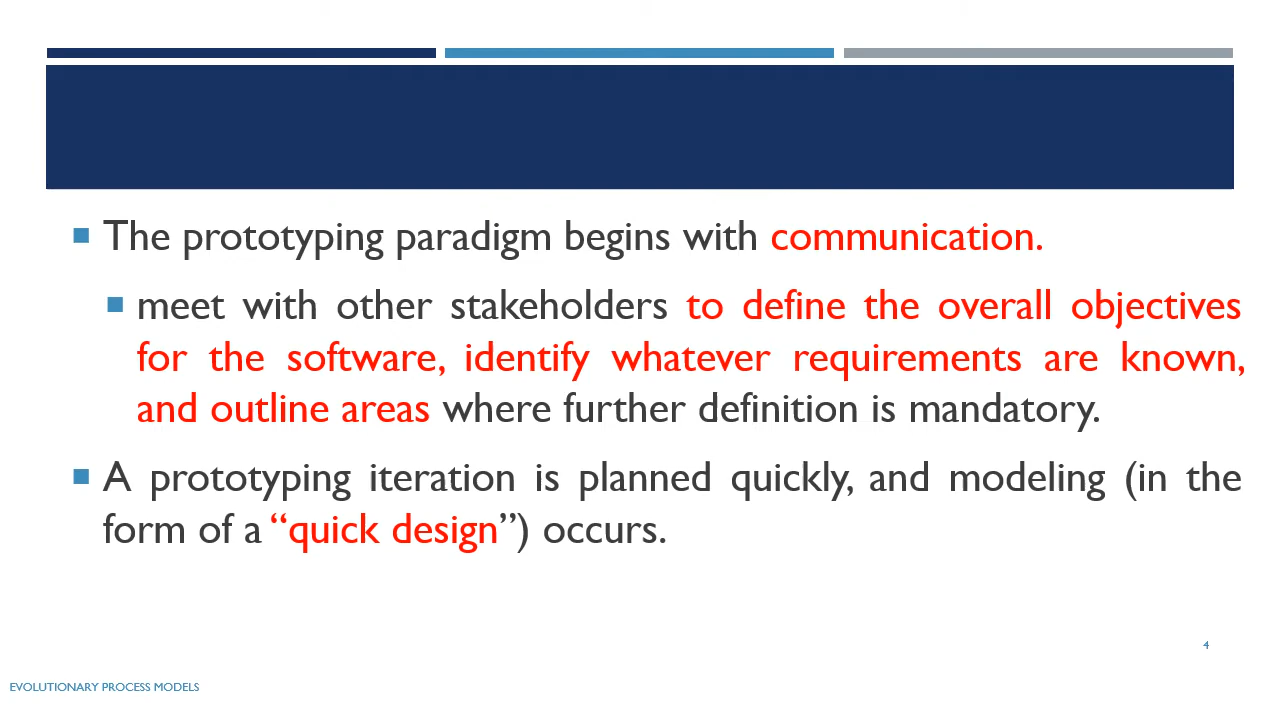 The prototyping paradigm begins with communication.
meet with other stakeholders to define the overall objectives
for the software, identify whatever requirements are known,
and outline areas where further definition is mandatory.
A prototyping iteration is planned quickly, and modeling (in the
form of a “quick design”) occurs.
4
EVOLUTIONARY PROCESS MODELS